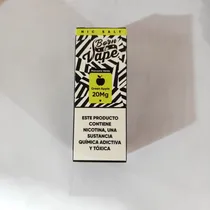 NIC SALT
Born
to
Vape
Green Apple
20Mg
ESTE PRODUCTO
CONTIENE
NICOTINA, UNA
SUSTANCIA
QUÍMICA ADICTIVA
Y TÓXICA